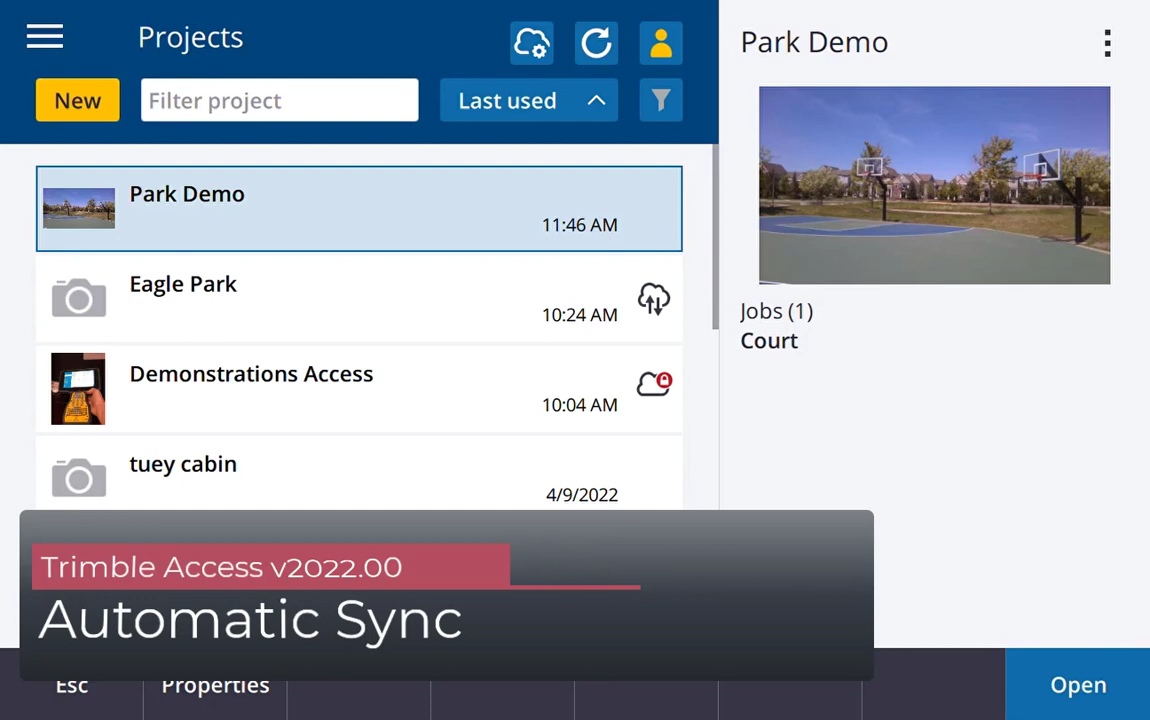 Projects
New
Filter project
Last used
Park Demo
11:46 AM
Eagle Park
10:24 AM
Demonstrations Access
10:04 AM
tuey cabin
4/9/2022
Park Demo
Jobs (1)
Court
Trimble Access v2022.00
Automatic Sync
Esc
Properties
Open